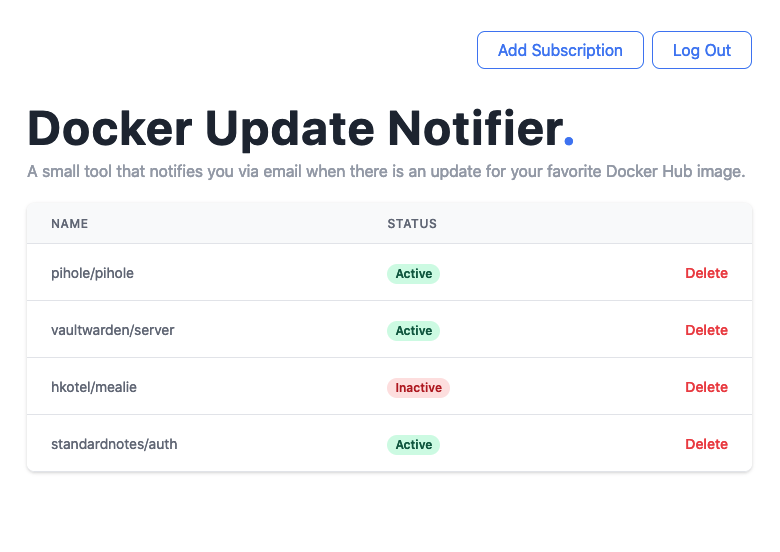 Add Subscription Log Out
Docker Update Notifier.
A small tool that notifies you via email when there is an update for your favorite Docker Hub image.
NAME STATUS
pihole/pihole Active Delete
vaultwarden/server Active Delete
hkotel/mealie Inactive Delete
standardnotes/auth Active Delete